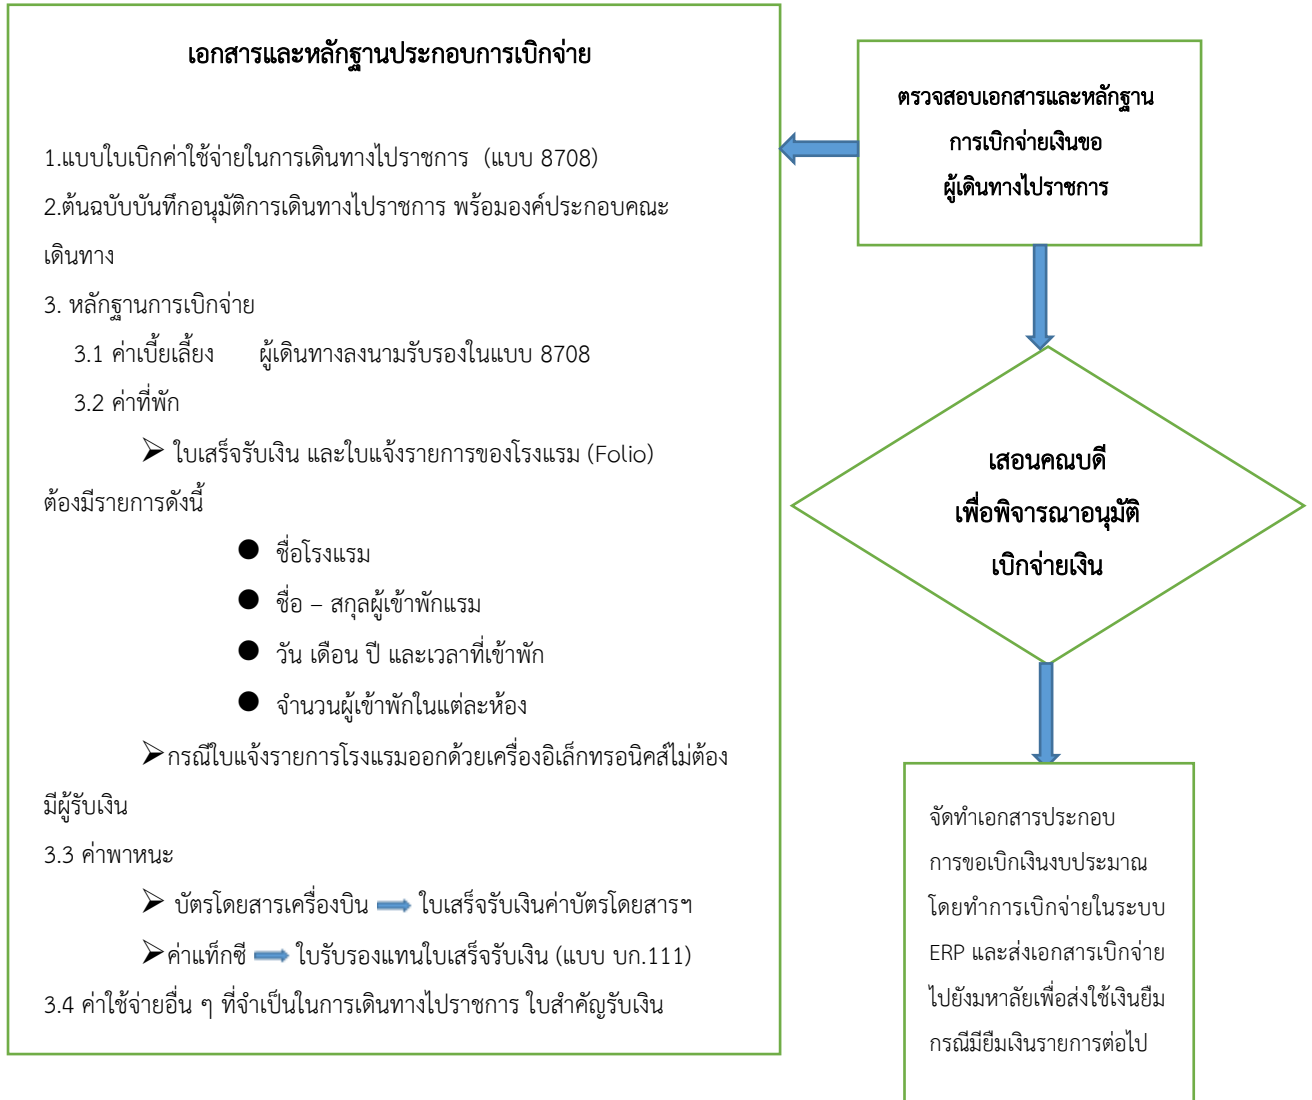 เอกสารและหลักฐานประกอบการเบิกจ่าย
1.แบบใบเบิกค่าใช้จ่ายในการเดินทางไปราชการ (แบบ 8708)
2.ต้นฉบับบันทึกอนุมัติการเดินทางไปราชการ พร้อมองค์ประกอบคณะ
เดินทาง
3. หลักฐานการเบิกจ่าย
3.1 ค่าเบี้ยเลี้ยง ผู้เดินทางลงนามรับรองในแบบ 8708
3.2 ค่าที่พัก
➢ ใบเสร็จรับเงิน และใบแจ้งรายการของโรงแรม (Folio)
ต้องมีรายการดังนี้
● ชื่อโรงแรม
● ชื่อ – สกุลผู้เข้าพักแรม
● วัน เดือน ปี และเวลาที่เข้าพัก
● จำนวนผู้เข้าพักในแต่ละห้อง
➢กรณีใบแจ้งรายการโรงแรมออกด้วยเครื่องอิเล็กทรอนิคส์ไม่ต้อง
มีผู้รับเงิน
3.3 ค่าพาหนะ
➢ บัตรโดยสารเครื่องบิน ➡ ใบเสร็จรับเงินค่าบัตรโดยสารฯ
➢ค่าแท็กซี ➡ ใบรับรองแทนใบเสร็จรับเงิน (แบบ บก.111)
3.4 ค่าใช้จ่ายอื่น ๆ ที่จำเป็นในการเดินทางไปราชการ ใบสำคัญรับเงิน
ตรวจสอบเอกสารและหลักฐาน
การเบิกจ่ายเงินขอ
ผู้เดินทางไปราชการ
เสอนคณบดี
เพื่อพิจารณาอนุมัติ
เบิกจ่ายเงิน
จัดทำเอกสารประกอบ
การขอเบิกเงินงบประมาณ
โดยทำการเบิกจ่ายในระบบ
ERP และส่งเอกสารเบิกจ่าย
ไปยังมหาลัยเพื่อส่งใช้เงินยืม
กรณีมียืมเงินรายการต่อไป